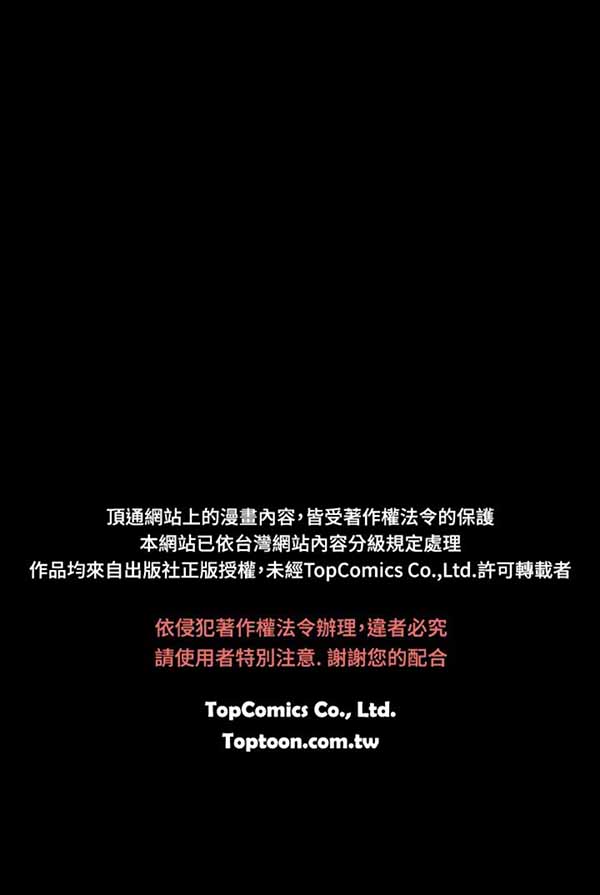 頂通網站上的漫畫內容，皆受著作權法令的保護
本網站已依台灣網站內容分級規定處理
作品均來自出版社正版授權，未經TopComics Co.,Ltd.許可轉載者
依侵犯著作權法令辦理，違者必究
請使用者特別注意. 謝謝您的配合
TopComics Co., Ltd.
Toptoon.com.tw